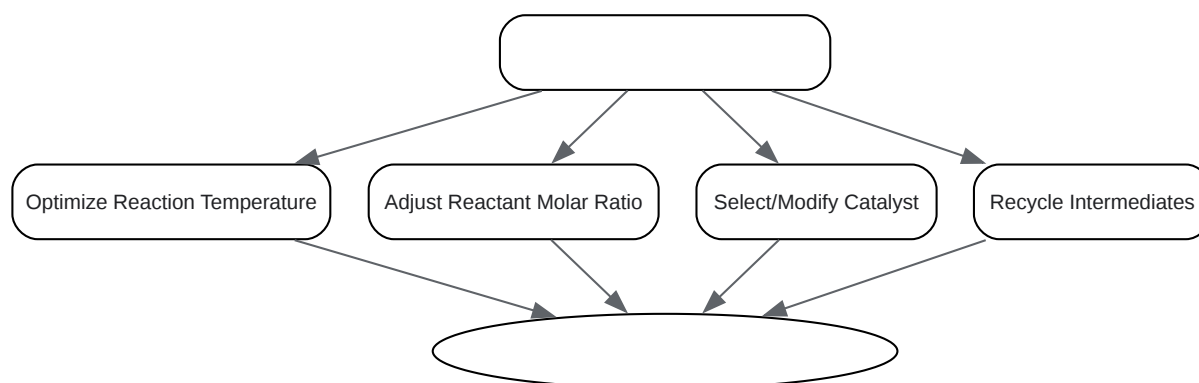 Optimize Reaction Temperature
Adjust Reactant Molar Ratio
Select/Modify Catalyst
Recycle Intermediates